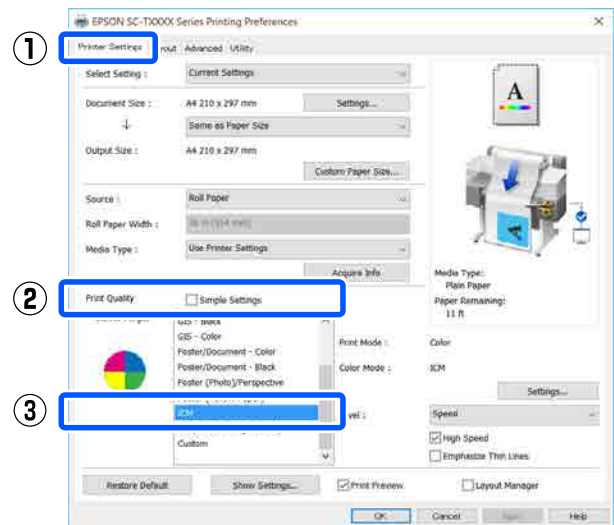 EPSON SC-TXXXX Series Printing Preferences
1
Printer Settings out Advanced Utility
Select Setting : Current Settings
Document Size : A4 210 x 297 mm Settings...
Same as Paper Size
Output Size : A4 210 x 297 mm
Custom Paper Size...
Source : Roll Paper
Roll Paper Width :
Media Type : Use Printer Settings
Acquire Info
A
Media Type:
Plain Paper
Paper Remaining:
11 ft
2
Print Quality Simple Settings
GIS - Black
GIS - Color
Poster/Document - Color
Poster/Document - Black
Poster (Photo)/Perspective
3
ICM
Custom
Print Mode : Color
Color Mode : ICM
Settings...
vel : Speed
High Speed
Emphasize Thin Lines
Restore Default Show Settings... Print Preview Layout Manager
OK Cancel Help